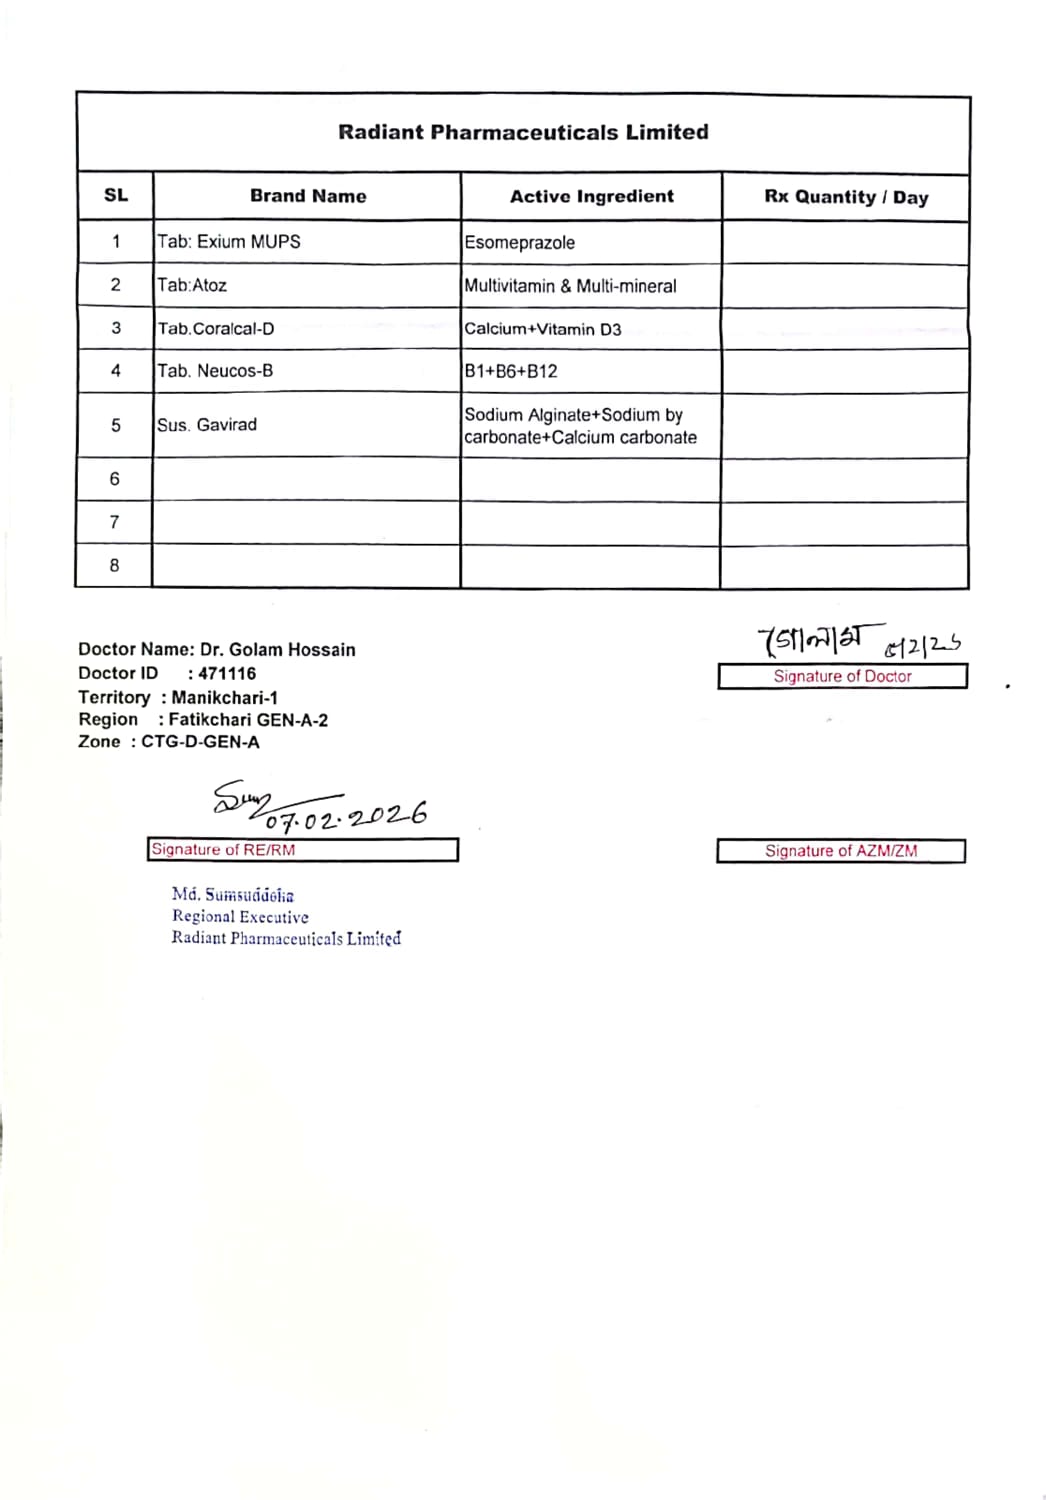 Radiant Pharmaceuticals Limited
SL Brand Name Active Ingredient Rx Quantity / Day
1 Tab: Exium MUPS Esomeprazole
2 Tab:Atoz Multivitamin & Multi-mineral
3 Tab.Coralcal-D Calcium+Vitamin D3
4 Tab. Neucos-B B1+B6+B12
5 Sus. Gavirad Sodium Alginate+Sodium by
carbonate+Calcium carbonate
6
7
8
গোলাম
Doctor Name: Dr. Golam Hossain
Doctor ID : 471116
Signature of Doctor
Territory : Manikchari-1
Region : Fatikchari GEN-A-2
Zone : CTG-D-GEN-A
07.02.2026
Signature of RE/RM
Signature of AZM/ZM
Md. Sumsuddoha
Regional Executive
Radiant Pharmaceuticals Limited